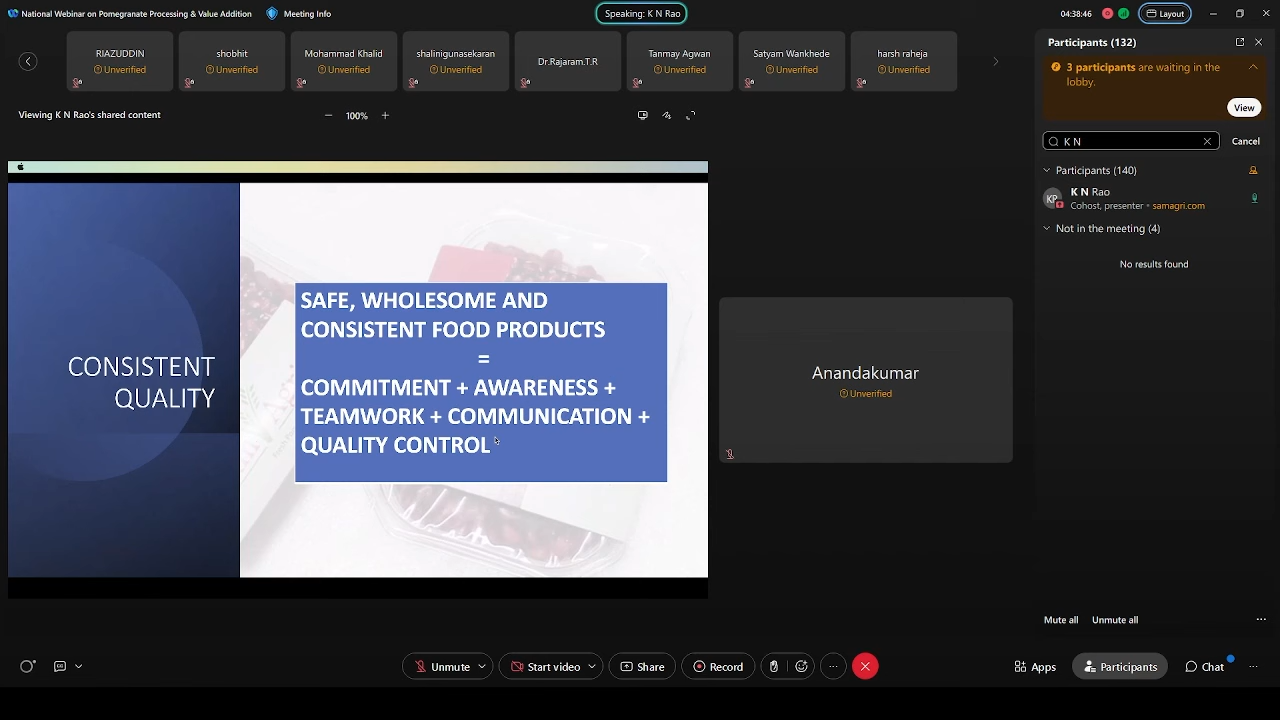 National Webinar on Pomegranate Processing & Value Addition
Meeting Info
Speaking: K N Rao
04:38:46
Layout
RIAZUDDIN
Unverified
shobhit
Unverified
Mohammad Khalid
Unverified
shalinigunasekaran
Unverified
Dr.Rajaram.T.R
Tanmay Agwan
Unverified
Satyam Wankhede
Unverified
harsh raheja
Unverified
Viewing K N Rao's shared content
100%
CONSISTENT
QUALITY
SAFE, WHOLESOME AND
CONSISTENT FOOD PRODUCTS
=
COMMITMENT + AWARENESS +
TEAMWORK + COMMUNICATION +
QUALITY CONTROL
Anandakumar
Unverified
Participants (132)
3 participants are waiting in the
lobby.
View
K N
Cancel
Participants (140)
KP
K N Rao
Cohost, presenter • samagri.com
Not in the meeting (4)
No results found
Mute all
Unmute all
Unmute
Start video
Share
Record
Apps
Participants
Chat